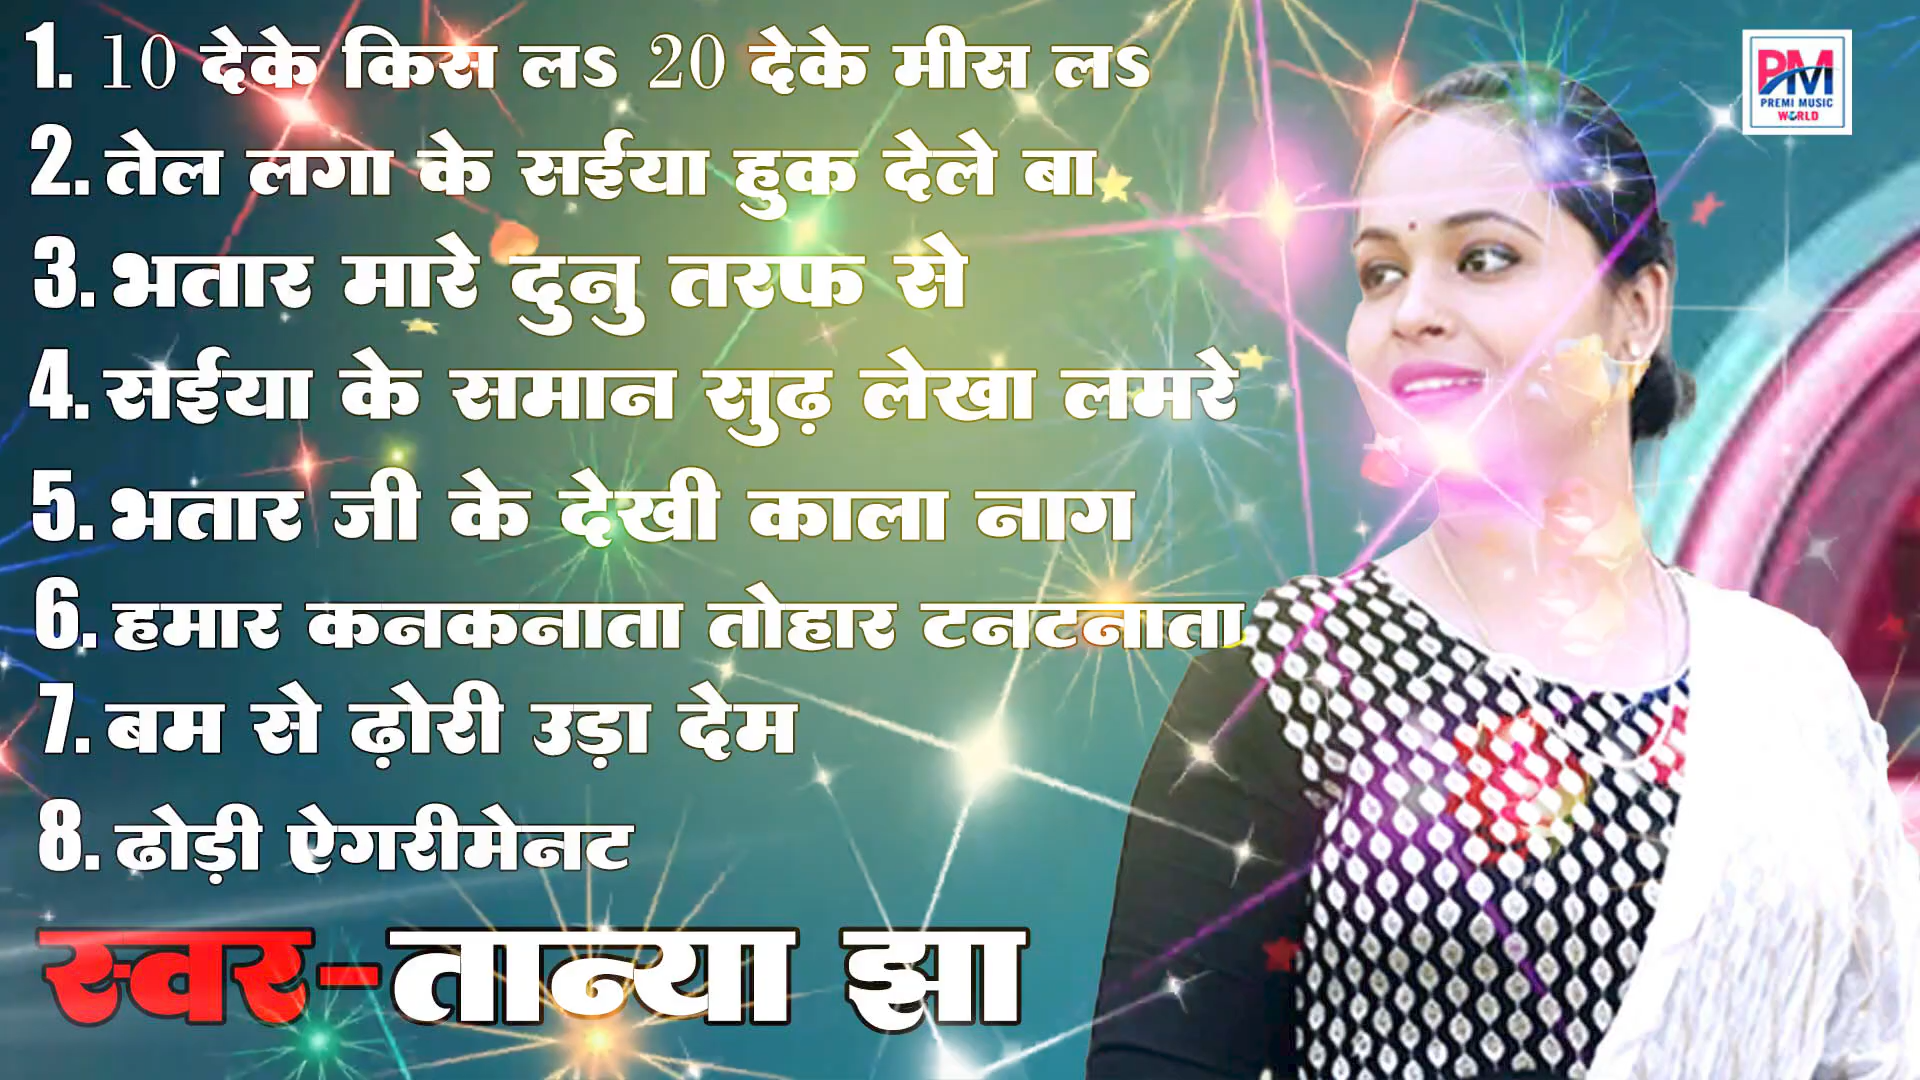 1. 10 देके किस लऽ 20 देके मीस लऽ
2. तेल लगा के सईया हुक देले बा
3. भतार मारे दुनु तरफ से
4. सईया के समान सुढ़ लेखा लमरे
5. भतार जी के देखी काला नाग
6. हमार कनकनाता तोहार टनटनाता
7. बम से ढ़ोरी उड़ा देम
8. ढोड़ी ऐगरीमेनट
स्वर-तान्या झा
PM
PREMI MUSIC
WORLD